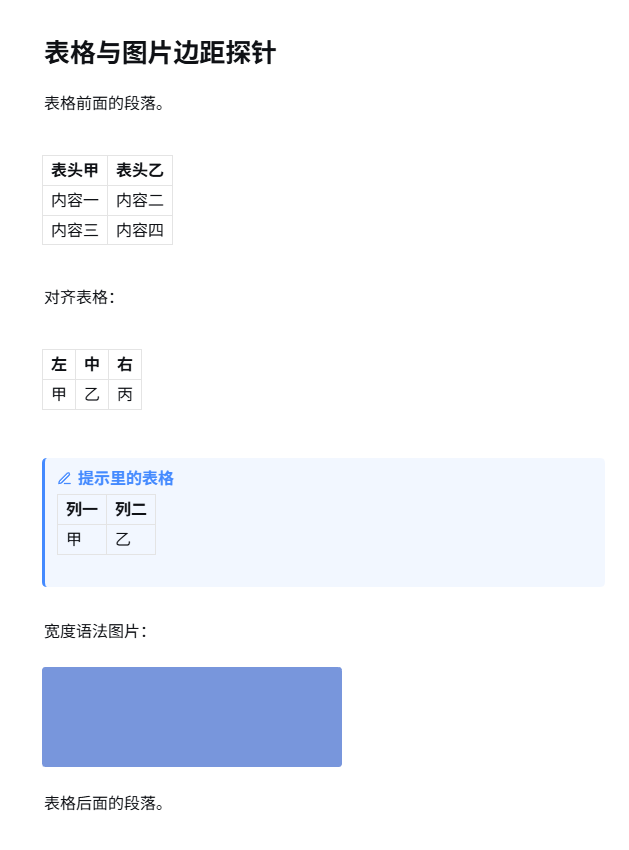 表格与图片边距探针
表格前面的段落。
表头甲 表头乙
内容一 内容二
内容三 内容四
对齐表格：
左 中 右
甲 乙 丙
提示里的表格
列一 列二
甲 乙
宽度语法图片：
表格后面的段落。